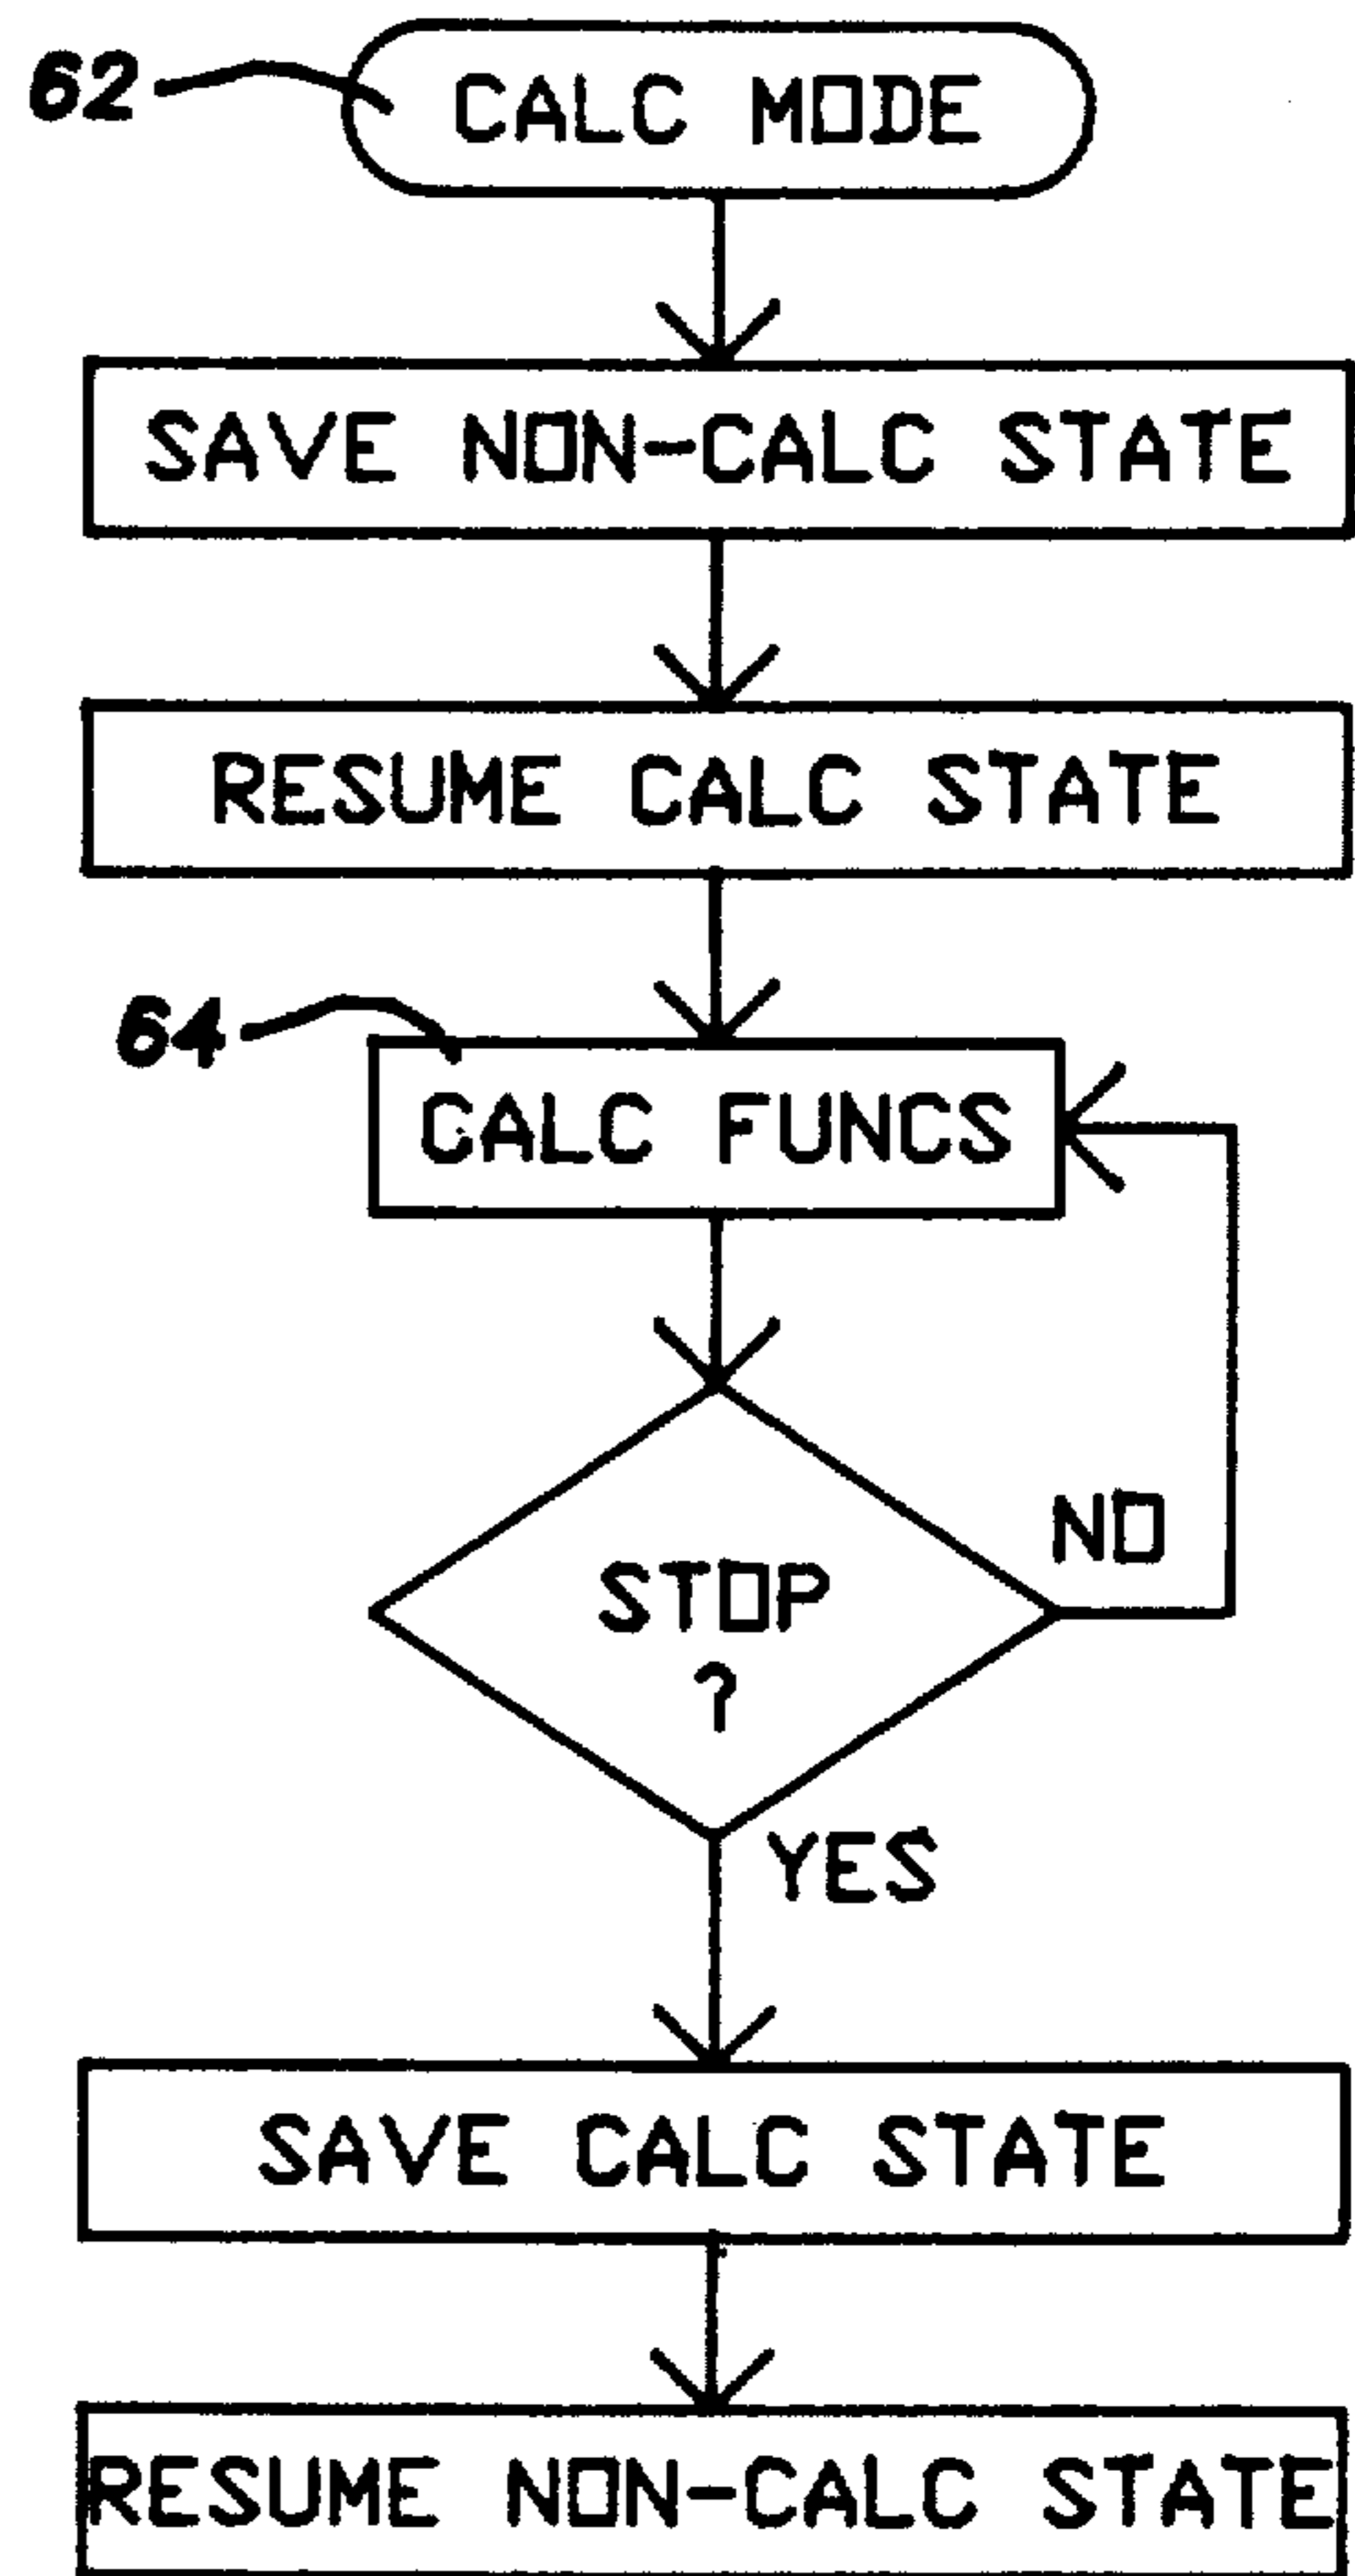 62
CALC MODE
SAVE NON-CALC STATE
RESUME CALC STATE
64
CALC FUNCS
NO
STOP
?
YES
SAVE CALC STATE
RESUME NON-CALC STATE